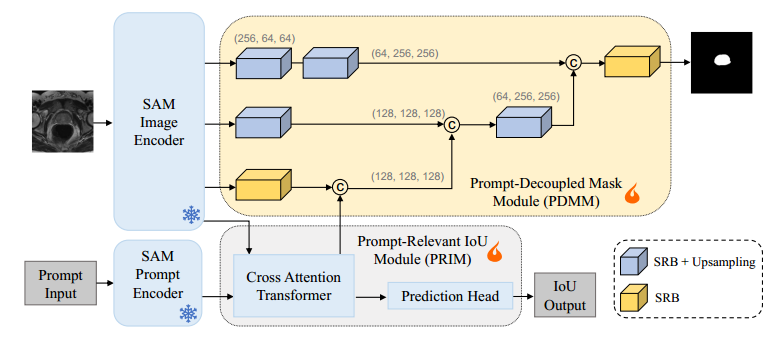 (256, 64, 64)
(64, 256, 256)
C
SAM
Image
Encoder
(128, 128, 128)
(64, 256, 256)
C
(128, 128, 128)
C
Prompt-Decoupled Mask
Module (PDMM)
Prompt-Relevant IoU
Module (PRIM)
SAM
Prompt
Encoder
Prompt
Input
Cross Attention
Transformer
Prediction Head
IoU
Output
SRB + Upsampling
SRB